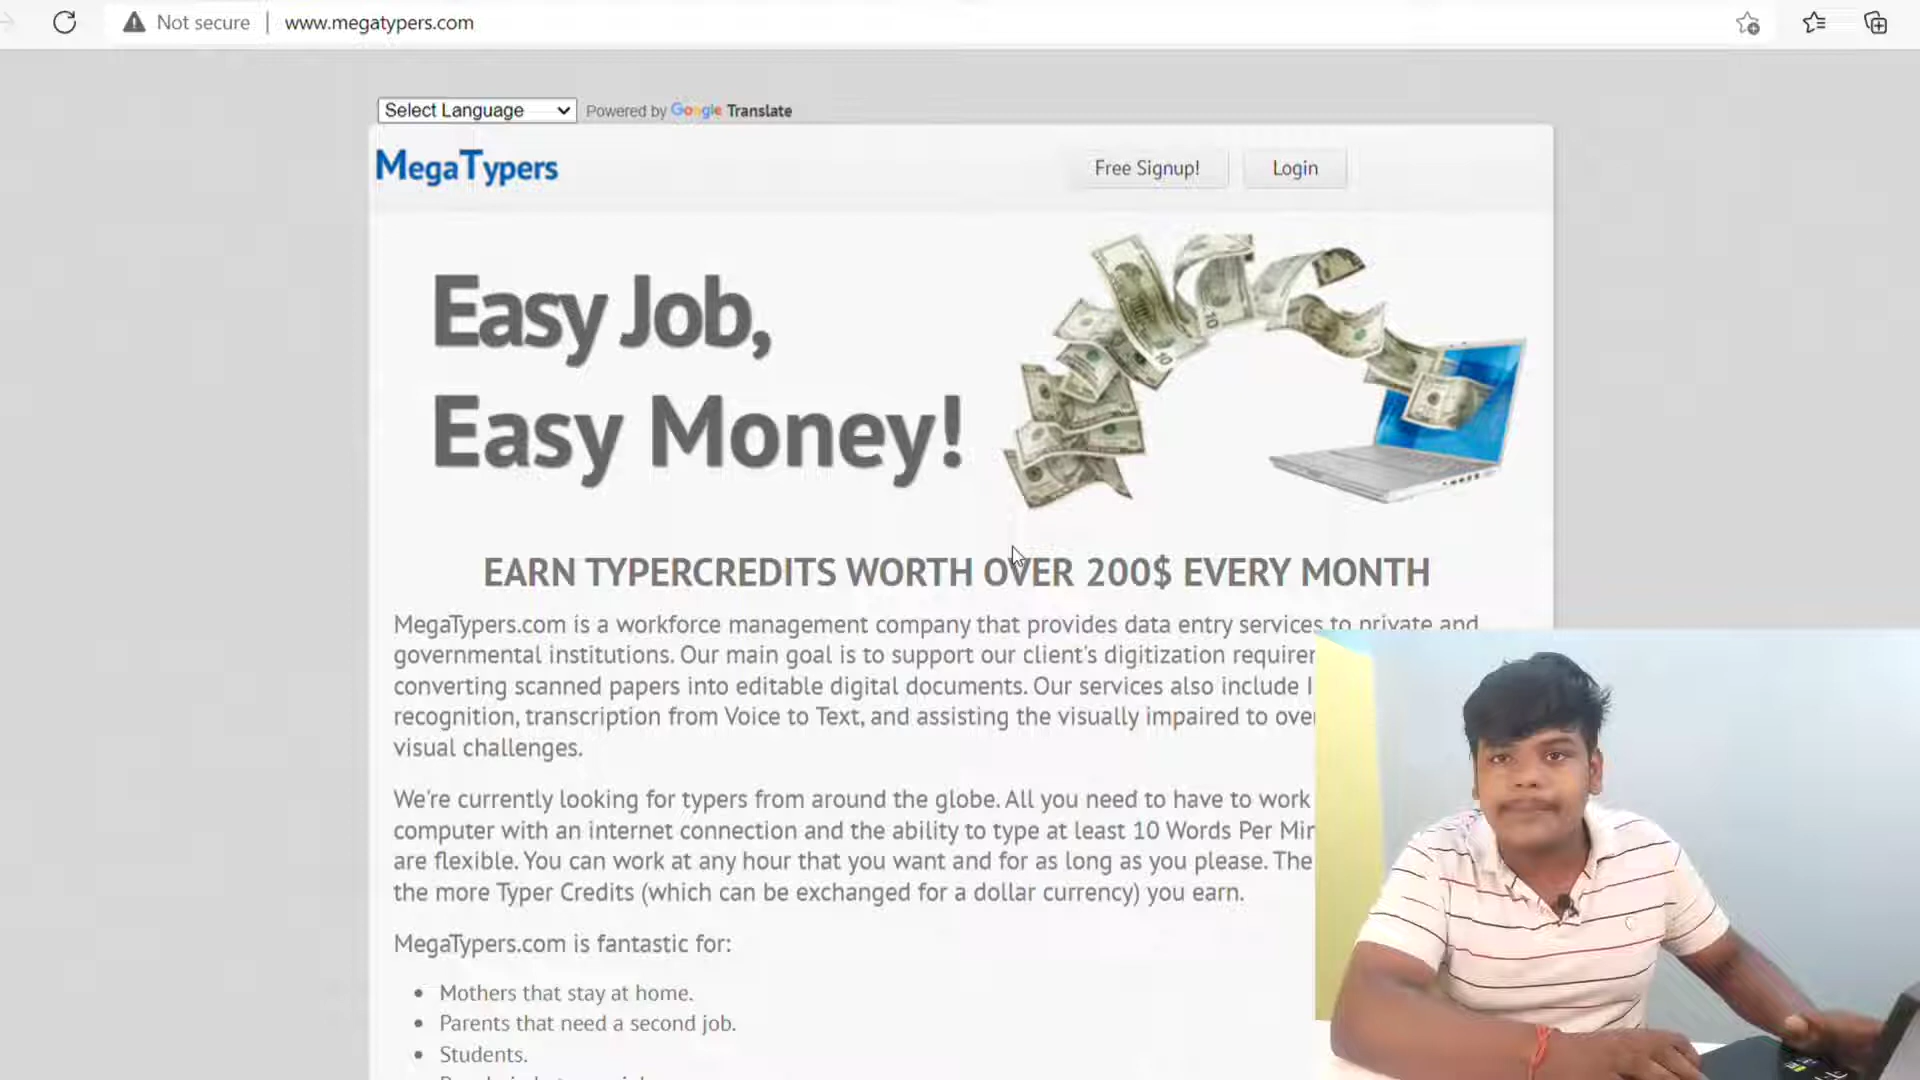 Not secure | www.megatypers.com
Select Language Powered by Google Translate
MegaTypers Free Signup! Login
Easy Job,
Easy Money!
EARN TYPERCREDITS WORTH OVER 200$ EVERY MONTH
MegaTypers.com is a workforce management company that provides data entry services to private and
governmental institutions. Our main goal is to support our client's digitization
converting scanned papers into editable digital documents. Our services also include
recognition, transcription from Voice to Text, and assisting the visually impaired to
visual challenges.
We're currently looking for typers from around the globe. All you need to have to work
computer with an internet connection and the ability to type at least 10 Words Per
are flexible. You can work at any hour that you want and for as long as you please. The
the more Typer Credits (which can be exchanged for a dollar currency) you earn.
MegaTypers.com is fantastic for:
• Mothers that stay at home.
• Parents that need a second job.
• Students.